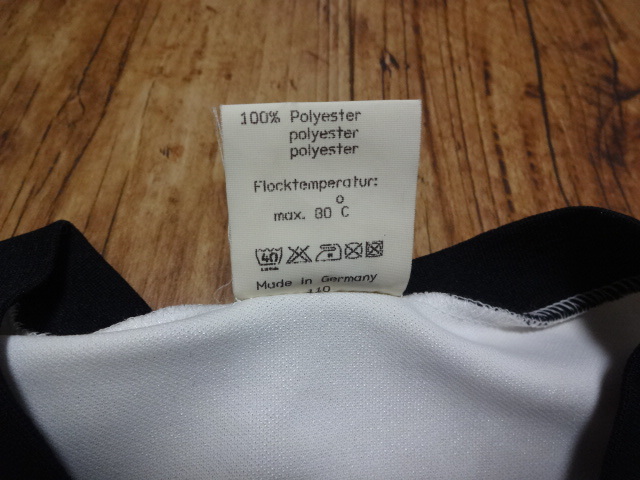 100% Polyester
polyester
polyester
Flocktemperatur:
max. 80°C
40
Made in Germany